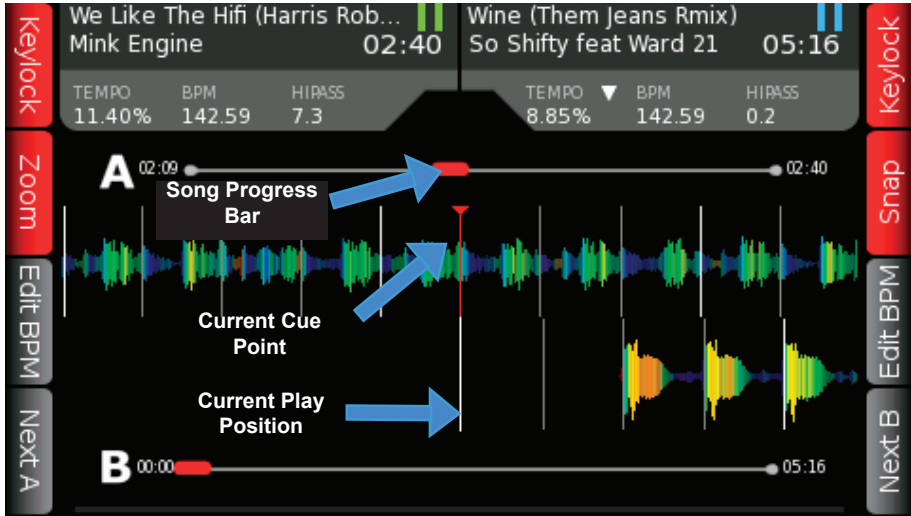 We Like The Hifi (Harris Rob...
Mink Engine 02:40
Wine (Them Jeans Rmix)
So Shifty feat Ward 21 05:16
TEMPO BPM HIPASS
11.40% 142.59 7.3
TEMPO BPM HIPASS
8.85% 142.59 0.2
Keylock
Zoom
Edit BPM
Next A
Keylock
Snap
Edit BPM
Next B
A 02:09 02:40
Song Progress
Bar
Current Cue
Point
Current Play
Position
B 00:00 05:16